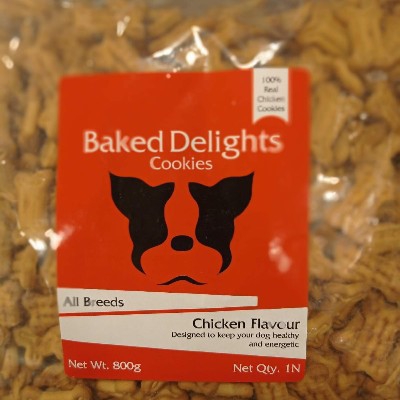 100%
Real
Chicken
Cookies
Baked Delights
Cookies
All Breeds
Chicken Flavour
Designed to keep your dog healthy
and energetic
Net Wt. 800g
Net Qty. 1N